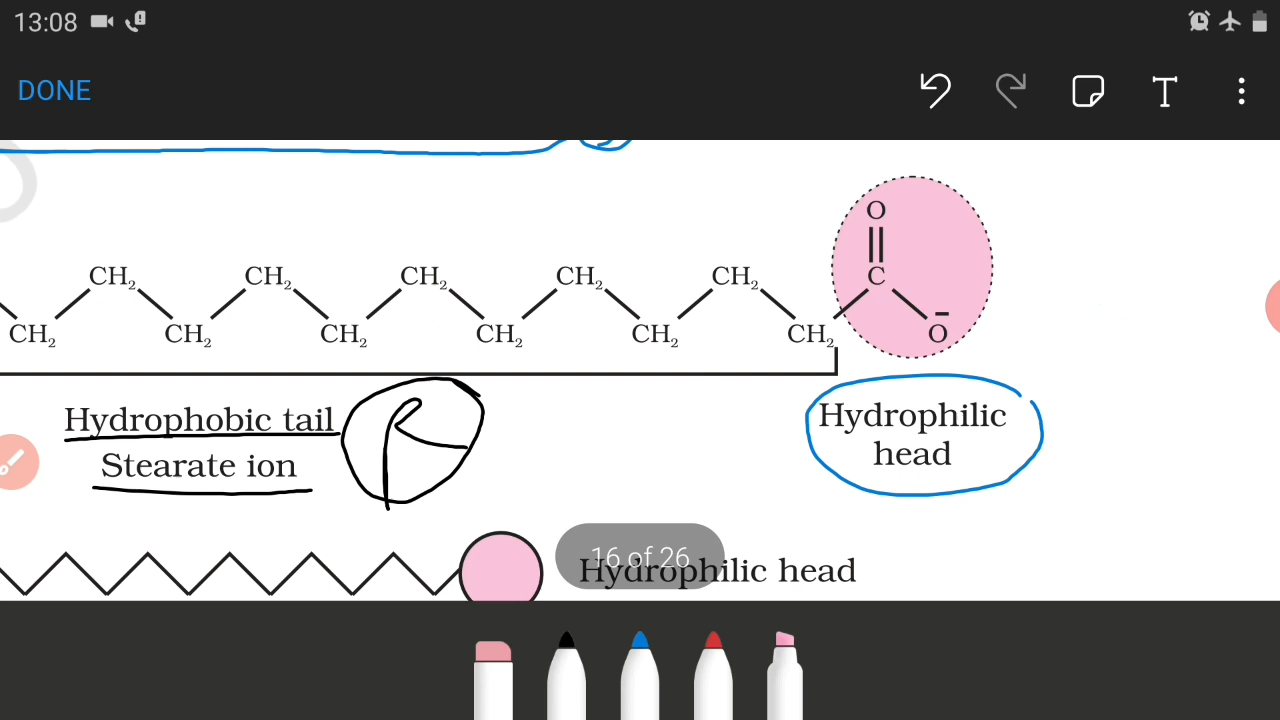 13:08
DONE
O
CH₂ CH₂ CH₂ CH₂ CH₂ C
CH₂ CH₂ CH₂ CH₂ CH₂ CH₂ O̅
Hydrophobic tail
Stearate ion
Hydrophilic
head
16 of 26
Hydrophilic head
T